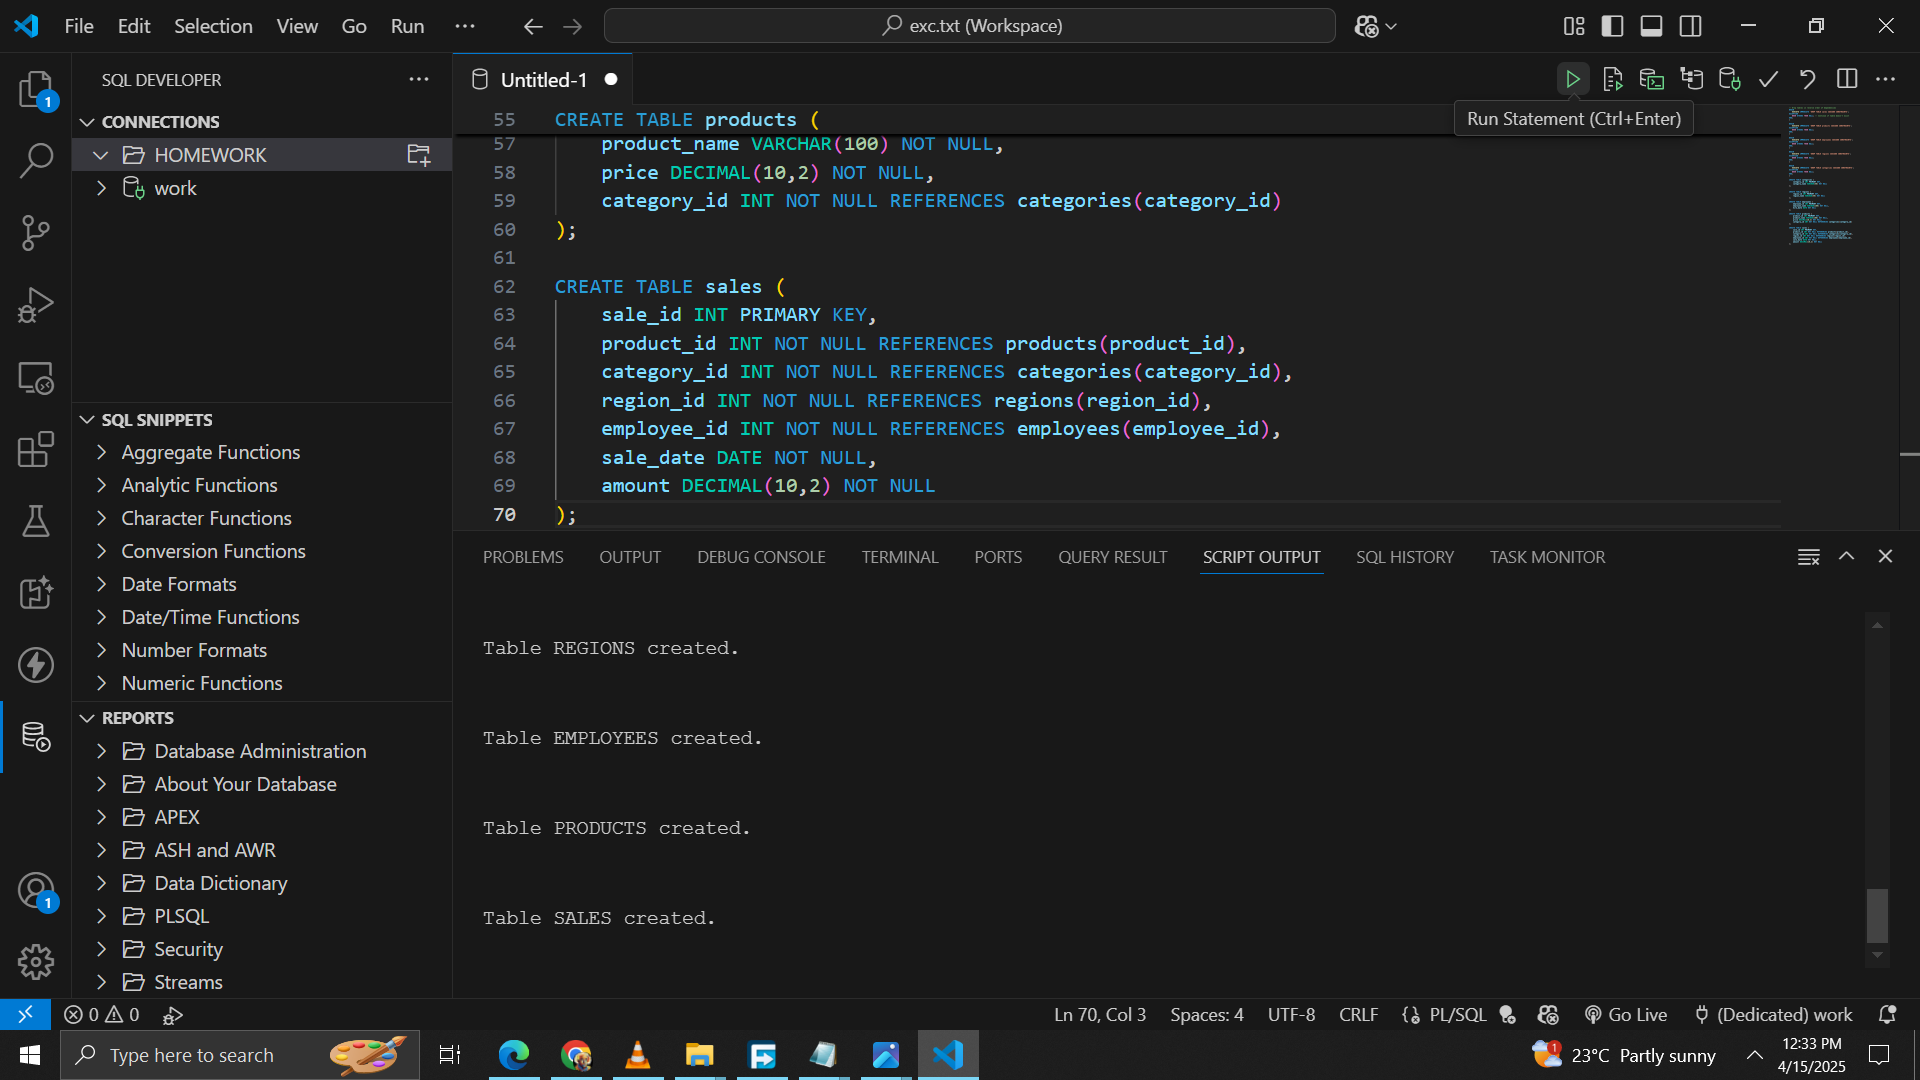 File Edit Selection View Go Run ··· exc.txt (Workspace)
SQL DEVELOPER ···
Untitled-1
Run Statement (Ctrl+Enter)
CONNECTIONS
HOMEWORK
work
55 CREATE TABLE products (
57 product_name VARCHAR(100) NOT NULL,
58 price DECIMAL(10,2) NOT NULL,
59 category_id INT NOT NULL REFERENCES categories(category_id)
60 );
61
62 CREATE TABLE sales (
63 sale_id INT PRIMARY KEY,
64 product_id INT NOT NULL REFERENCES products(product_id),
65 category_id INT NOT NULL REFERENCES categories(category_id),
66 region_id INT NOT NULL REFERENCES regions(region_id),
67 employee_id INT NOT NULL REFERENCES employees(employee_id),
68 sale_date DATE NOT NULL,
69 amount DECIMAL(10,2) NOT NULL
70 );
SQL SNIPPETS
Aggregate Functions
Analytic Functions
Character Functions
Conversion Functions
Date Formats
Date/Time Functions
Number Formats
Numeric Functions
REPORTS
Database Administration
About Your Database
APEX
ASH and AWR
Data Dictionary
PLSQL
Security
Streams
PROBLEMS OUTPUT DEBUG CONSOLE TERMINAL PORTS QUERY RESULT SCRIPT OUTPUT SQL HISTORY TASK MONITOR
Table REGIONS created.
Table EMPLOYEES created.
Table PRODUCTS created.
Table SALES created.
1
1
0 0
Ln 70, Col 3 Spaces: 4 UTF-8 CRLF PL/SQL Go Live (Dedicated) work
Type here to search
1
23°C Partly sunny
12:33 PM
4/15/2025